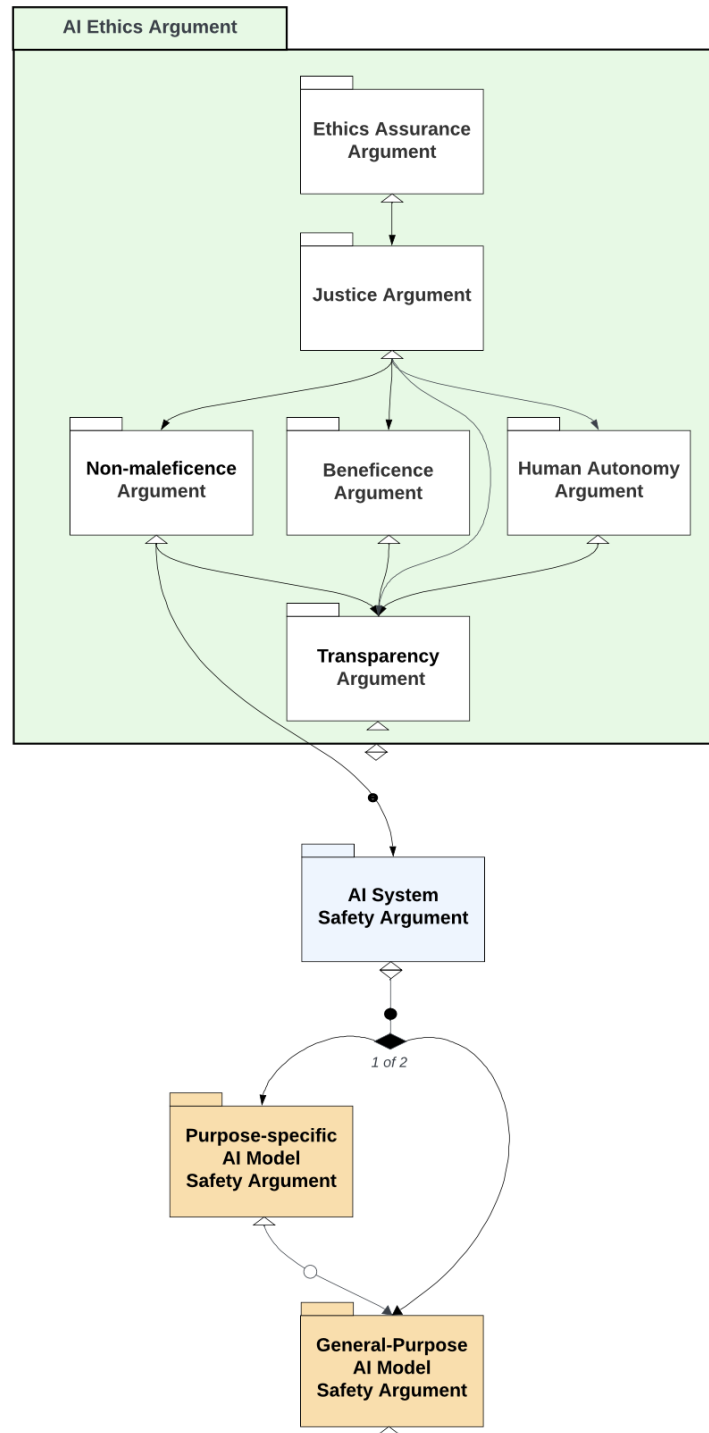 AI Ethics Argument
Ethics Assurance
Argument
Justice Argument
Non-maleficence
Argument
Beneficence
Argument
Human Autonomy
Argument
Transparency
Argument
AI System
Safety Argument
1 of 2
Purpose-specific
AI Model
Safety Argument
General-Purpose
AI Model
Safety Argument